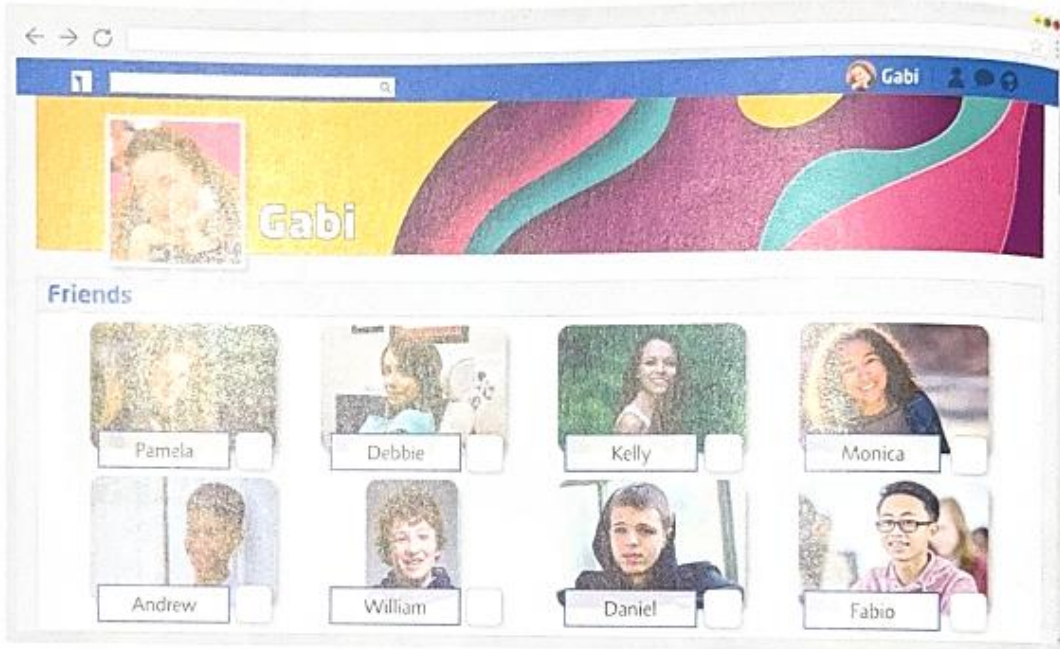 Gabi
Gabi
Friends
Pamela
Debbie
Kelly
Monica
Andrew
William
Daniel
Fabio